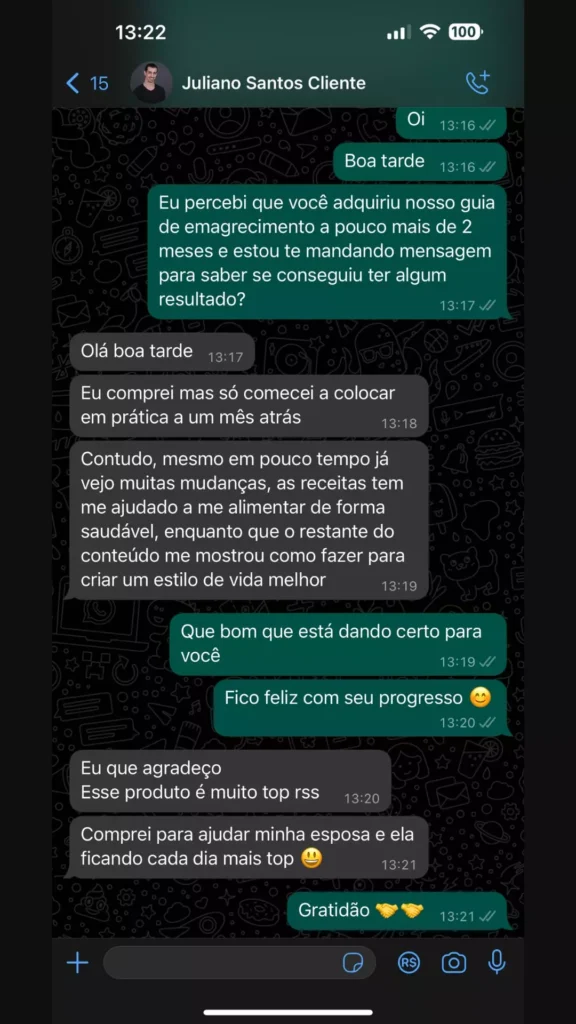 13:22
100
15
Juliano Santos Cliente
Oi 13:16
Boa tarde 13:16
Eu percebi que você adquiriu nosso guia
de emagrecimento a pouco mais de 2
meses e estou te mandando mensagem
para saber se conseguiu ter algum
resultado?
13:17
Olá boa tarde 13:17
Eu comprei mas só comecei a colocar
em prática a um mês atrás
13:18
Contudo, mesmo em pouco tempo já
vejo muitas mudanças, as receitas tem
me ajudado a me alimentar de forma
saudável, enquanto que o restante do
conteúdo me mostrou como fazer para
criar um estilo de vida melhor
13:19
Que bom que está dando certo para
você
13:19
Fico feliz com seu progresso 😊
13:20
Eu que agradeço
Esse produto é muito top rss 13:20
Comprei para ajudar minha esposa e ela
ficando cada dia mais top 😃
13:21
Gratidão 🤝🤝 13:21
R$